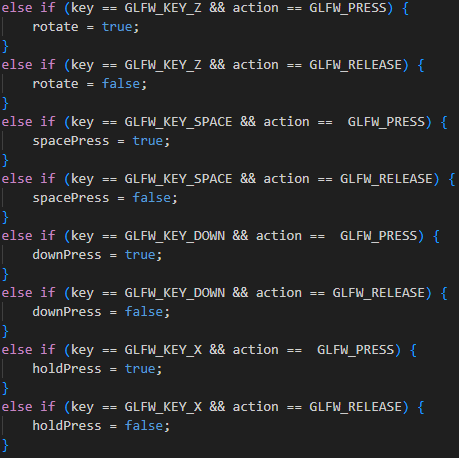 else if (key == GLFW_KEY_Z && action == GLFW_PRESS) {
    rotate = true;
}
else if (key == GLFW_KEY_Z && action == GLFW_RELEASE) {
    rotate = false;
}
else if (key == GLFW_KEY_SPACE && action ==  GLFW_PRESS) {
    spacePress = true;
}
else if (key == GLFW_KEY_SPACE && action == GLFW_RELEASE) {
    spacePress = false;
}
else if (key == GLFW_KEY_DOWN && action ==  GLFW_PRESS) {
    downPress = true;
}
else if (key == GLFW_KEY_DOWN && action == GLFW_RELEASE) {
    downPress = false;
}
else if (key == GLFW_KEY_X && action ==  GLFW_PRESS) {
    holdPress = true;
}
else if (key == GLFW_KEY_X && action == GLFW_RELEASE) {
    holdPress = false;
}